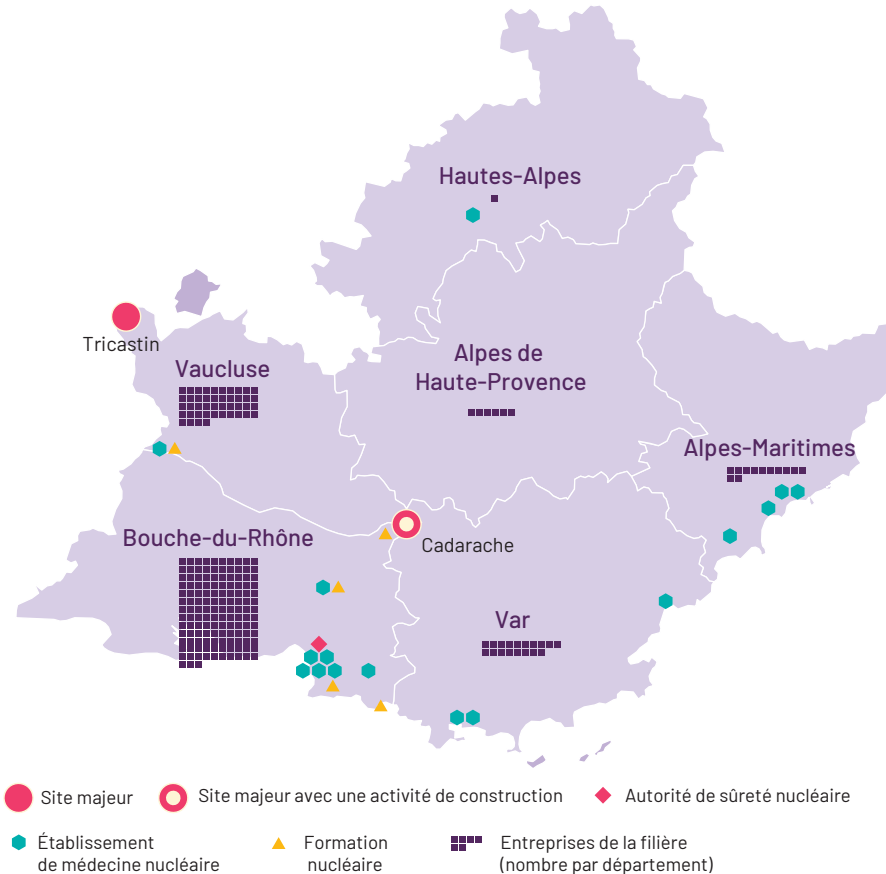 Hautes-Alpes
Tricastin
Vaucluse
Alpes de
Haute-Provence
Alpes-Maritimes
Bouche-du-Rhône
Cadarache
Var
Site majeur
Site majeur avec une activité de construction
Autorité de sûreté nucléaire
Établissement
de médecine nucléaire
Formation
nucléaire
Entreprises de la filière
(nombre par département)